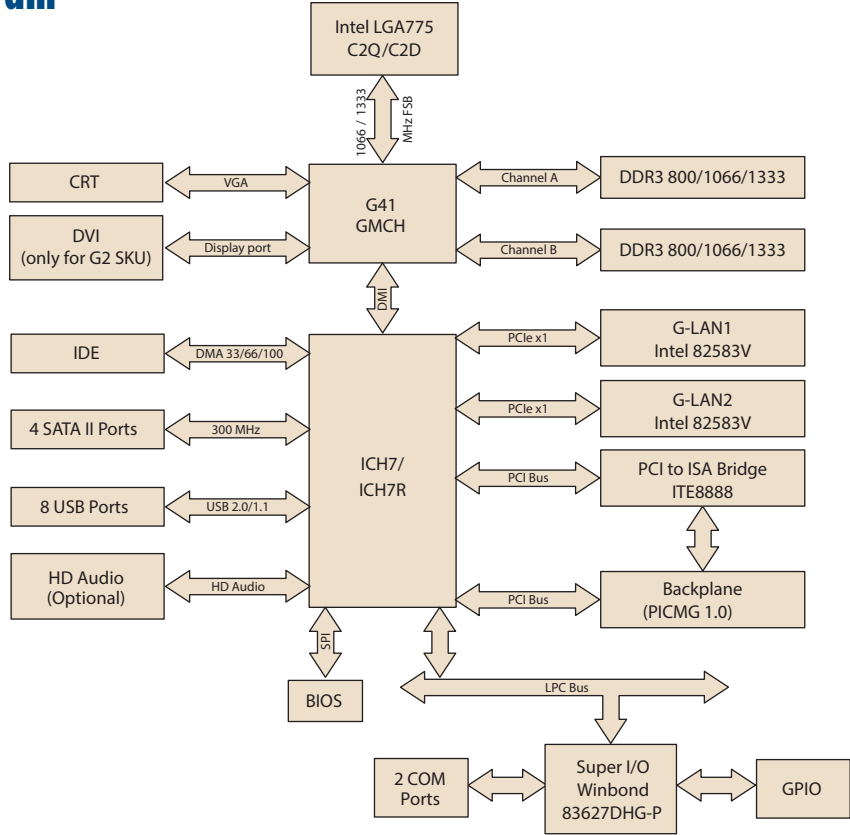 Intel LGA775
C2Q/C2D
1066 / 1333
MHz FSB
CRT
VGA
G41
GMCH
Channel A
DDR3 800/1066/1333
DVI
(only for G2 SKU)
Display port
Channel B
DDR3 800/1066/1333
DMI
IDE
DMA 33/66/100
PCIe x1
G-LAN1
Intel 82583V
4 SATA II Ports
300 MHz
ICH7/
ICH7R
PCIe x1
G-LAN2
Intel 82583V
PCI Bus
PCI to ISA Bridge
ITE8888
8 USB Ports
USB 2.0/1.1
HD Audio
(Optional)
HD Audio
PCI Bus
Backplane
(PICMG 1.0)
SPI
BIOS
LPC Bus
2 COM
Ports
Super I/O
Winbond
83627DHG-P
GPIO